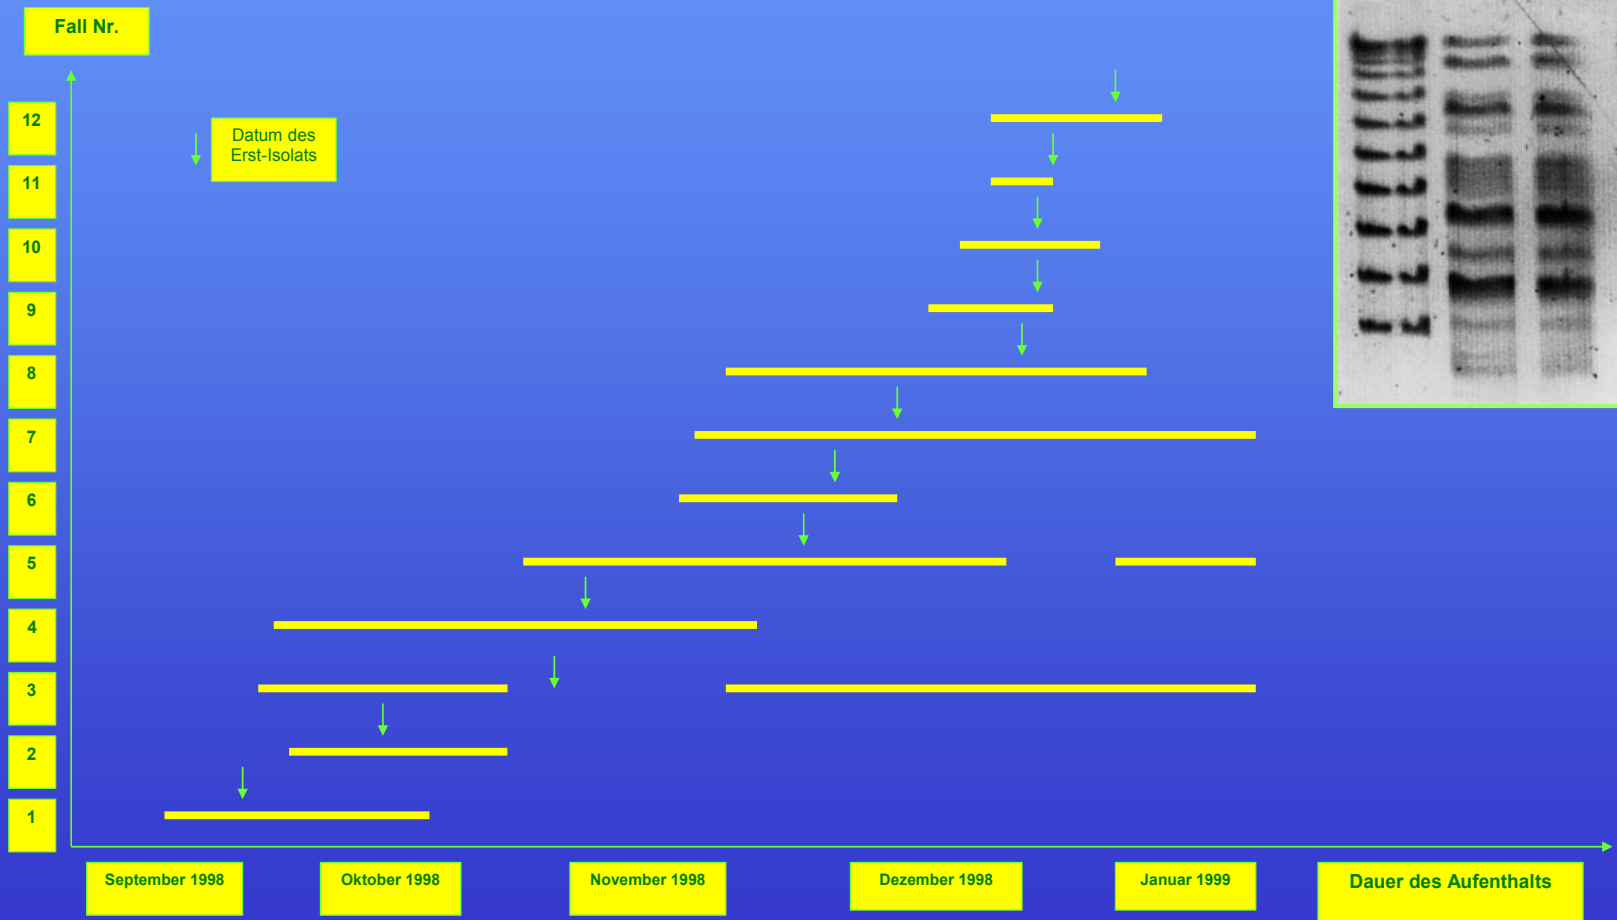 Fall Nr.
12
Datum des
Erst-Isolats
11
10
9
8
7
6
5
4
3
2
1
September 1998
Oktober 1998
November 1998
Dezember 1998
Januar 1999
Dauer des Aufenthalts